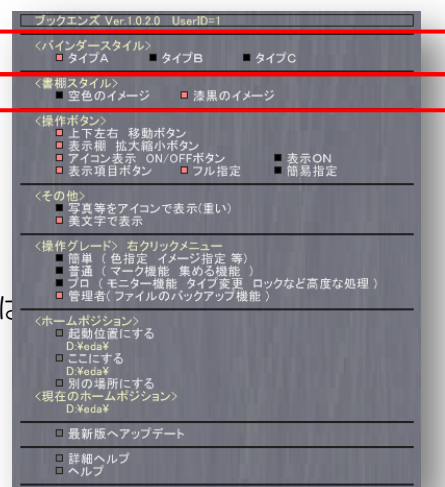 ブックエンズ Ver.1.0.2.0 UserID=1
<バインダースタイル>
タイプA タイプB タイプC
<書棚スタイル>
空色のイメージ 漆黒のイメージ
<操作ボタン>
上下左右 移動ボタン
表示棚 拡大縮小ボタン
アイコン表示 ON/OFFボタン 表示ON
表示項目ボタン フル指定 簡易指定
<その他>
写真等をアイコンで表示(重い)
美文字で表示
<操作グレード> 右クリックメニュー
簡単 ( 色指定 イメージ指定 等)
普通 ( マーク機能 集める機能 )
プロ ( モニター機能 タイプ変更 ロックなど高度な処理 )
管理者( ファイルのバックアップ機能 )
は
<ホームポジション>
起動位置にする
D:¥eda¥
ここにする
D:¥eda¥
別の場所にする
<現在のホームポジション>
D:¥eda¥
最新版へアップデート
詳細ヘルプ
ヘルプ